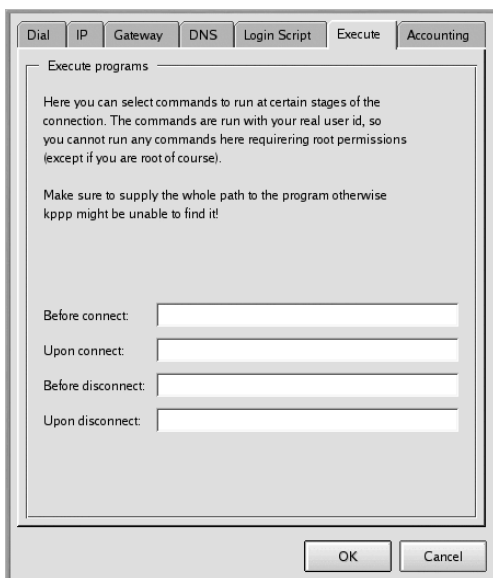 Dial IP Gateway DNS Login Script Execute Accounting
Execute programs
Here you can select commands to run at certain stages of the
connection. The commands are run with your real user id, so
you cannot run any commands here requirering root permissions
(except if you are root of course).
Make sure to supply the whole path to the program otherwise
kppp might be unable to find it!
Before connect:
Upon connect:
Before disconnect:
Upon disconnect:
OK Cancel